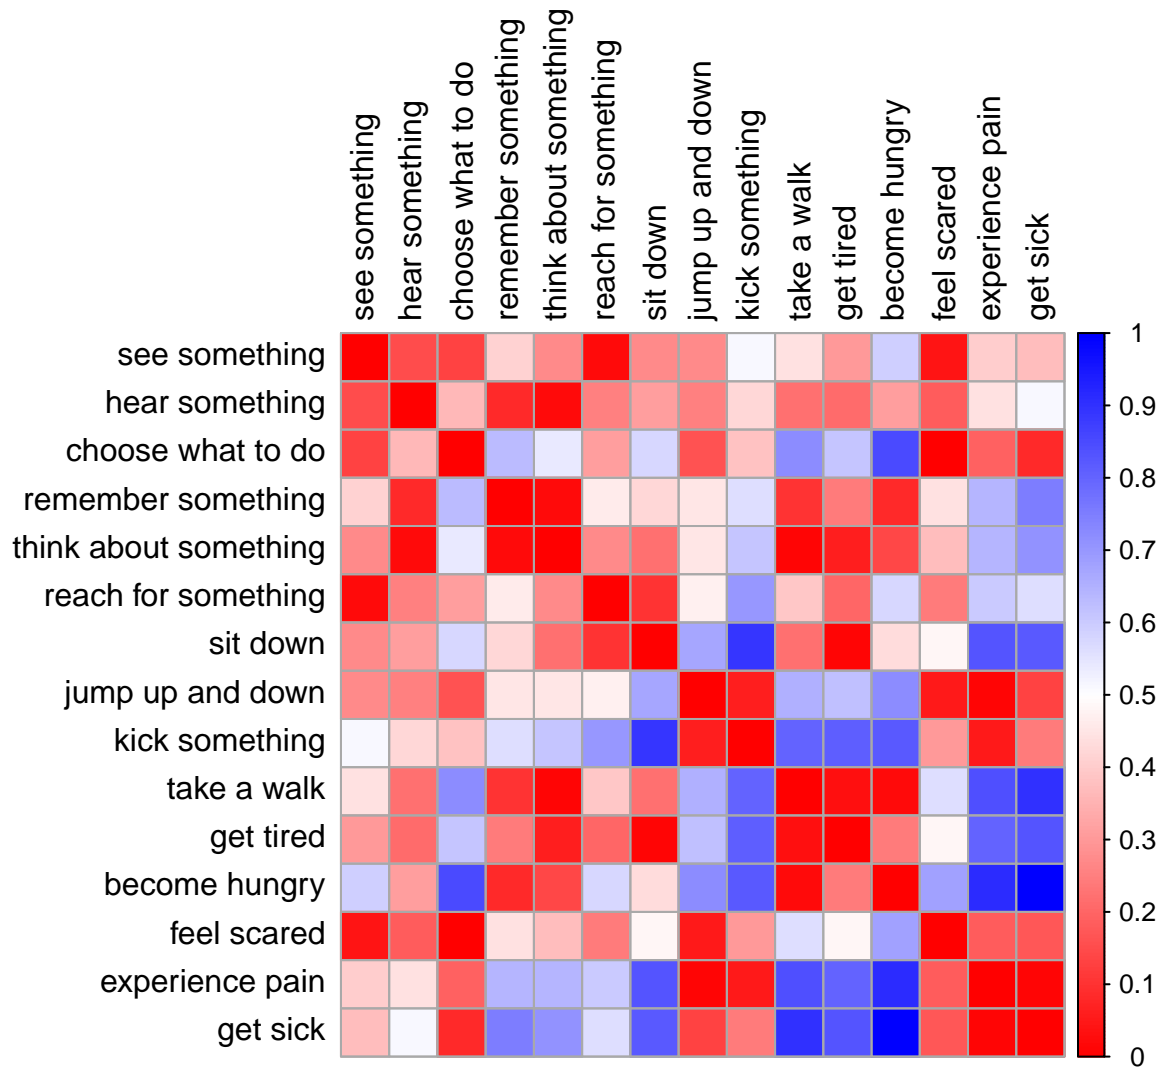 see something
hear something
choose what to do
remember something
think about something
reach for something
sit down
jump up and down
kick something
take a walk
get tired
become hungry
feel scared
experience pain
get sick
see something
hear something
choose what to do
remember something
think about something
reach for something
sit down
jump up and down
kick something
take a walk
get tired
become hungry
feel scared
experience pain
get sick
1
0.9
0.8
0.7
0.6
0.5
0.4
0.3
0.2
0.1
0